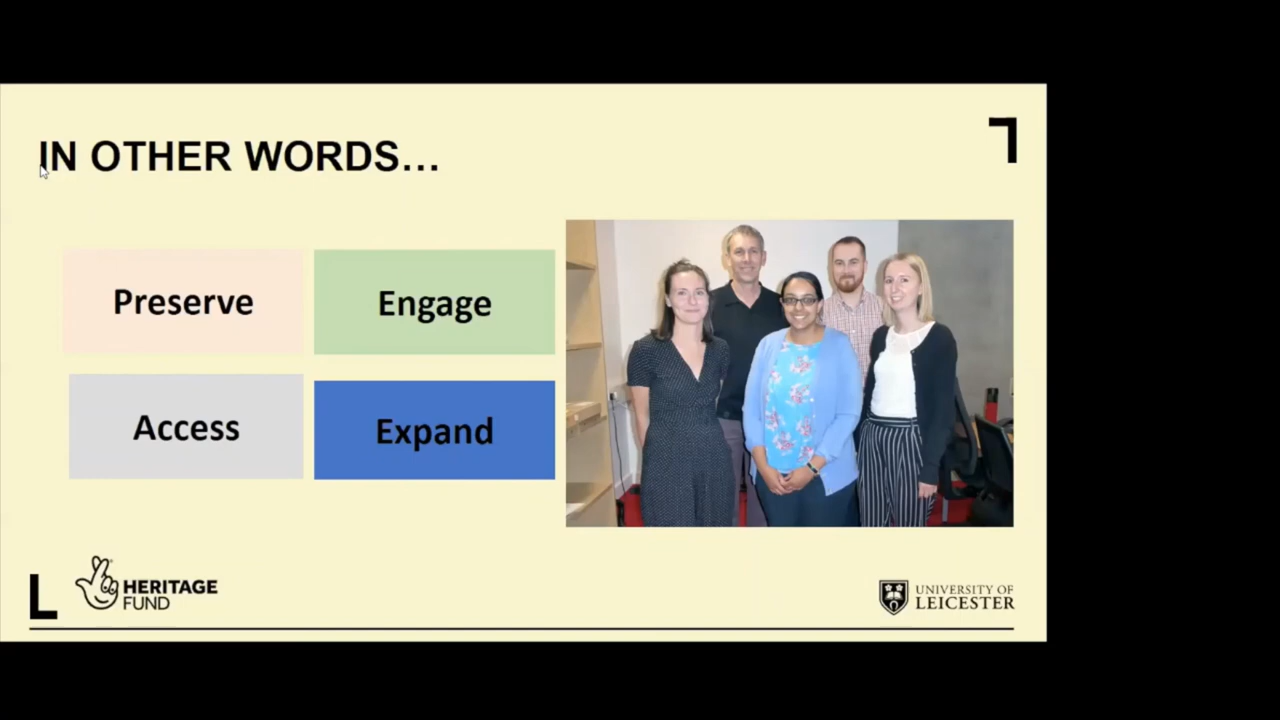 IN OTHER WORDS...
Preserve
Engage
Access
Expand
HERITAGE
FUND
UNIVERSITY OF
LEICESTER